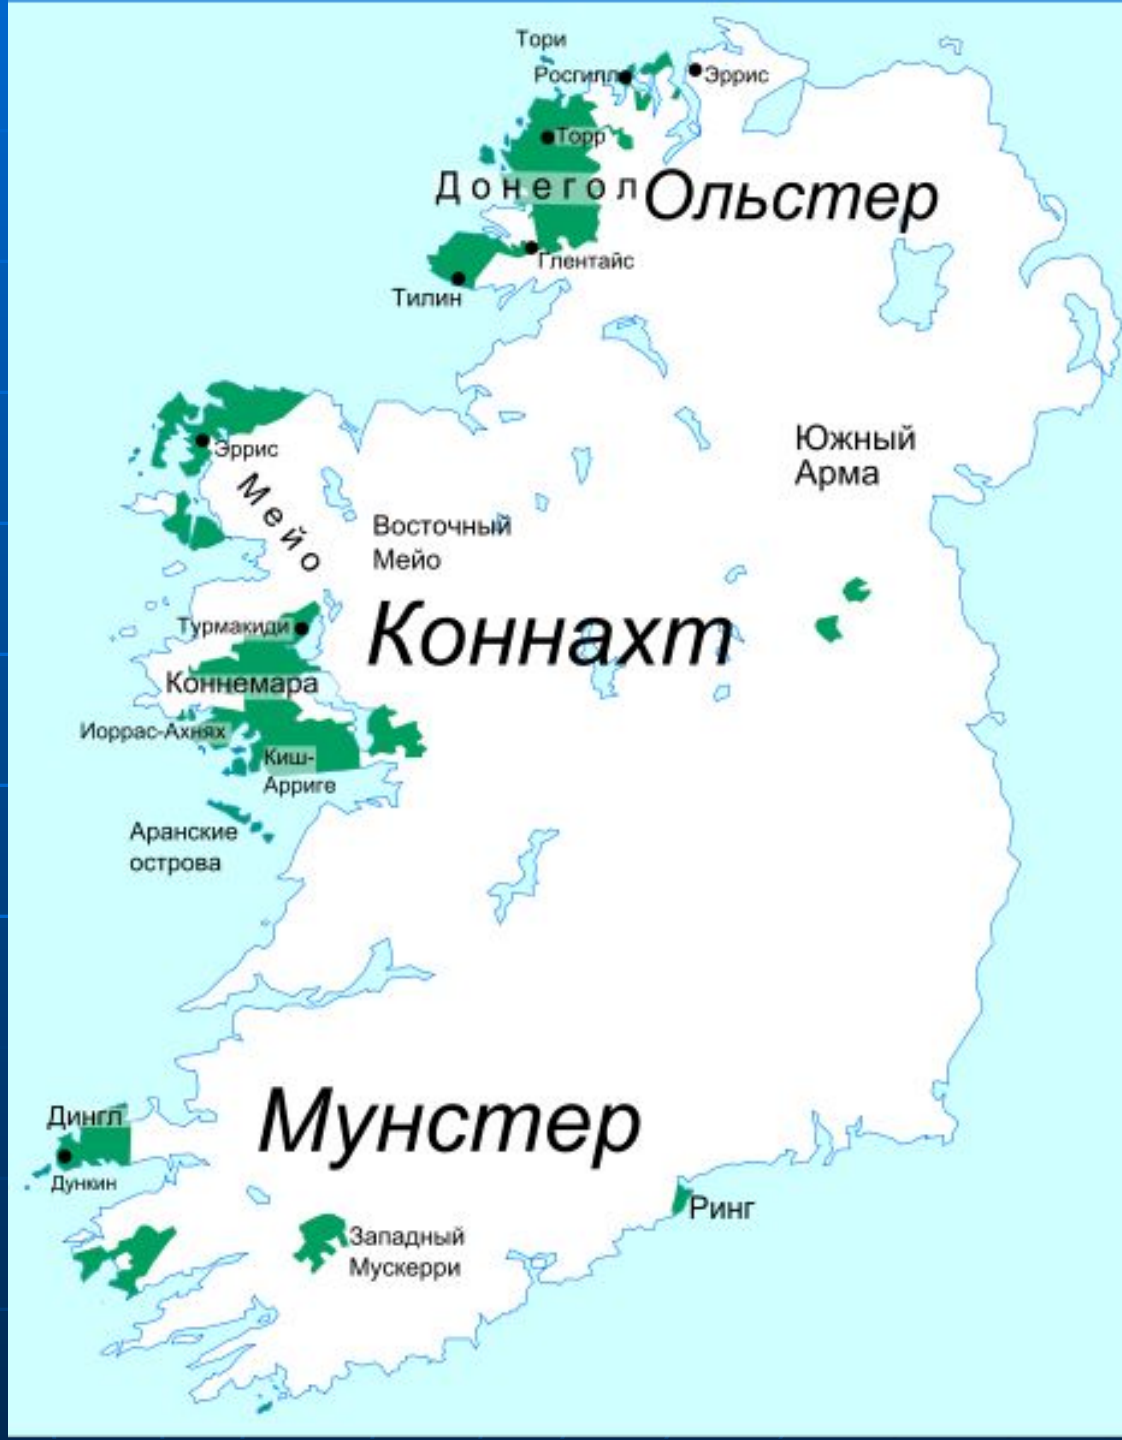 Тори
Росгилл
Эррис
Торр
Донегол
Ольстер
Глентайс
Тилин
Южный
Арма
Эррис
Мейо
Восточный
Мейо
Турмакиди
Коннахт
Коннемара
Иоррас-Ахнях
Киш-
Арриге
Аранские
острова
Мунстер
Дингл
Дункин
Ринг
Западный
Мускерри